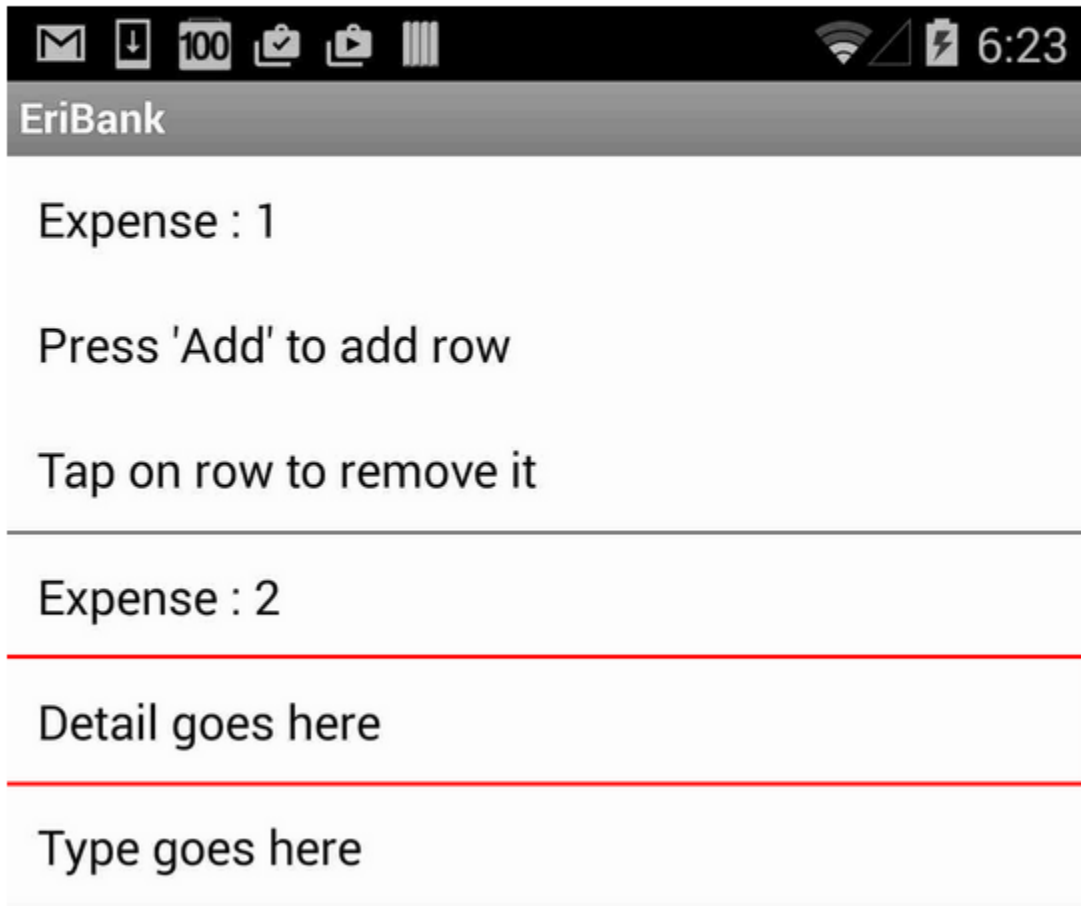 100 6:23
EriBank
Expense : 1
Press 'Add' to add row
Tap on row to remove it
Expense : 2
Detail goes here
Type goes here